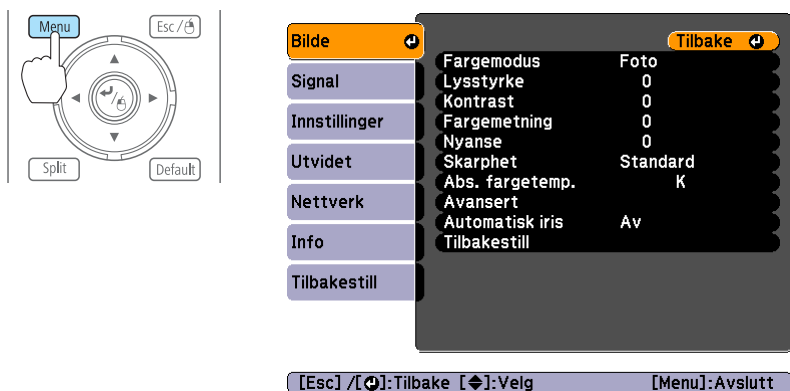 Menu
Esc /
Split
Default
Bilde
Signal
Innstillinger
Utvidet
Nettverk
Info
Tilbakestill
Tilbake
Fargemodus Foto
Lysstyrke 0
Kontrast 0
Fargemetning 0
Nyanse 0
Skarphet Standard
Abs. fargetemp. K
Avansert
Automatisk iris Av
Tilbakestill
[Esc] /[ ]:Tilbake [ ]:Velg [Menu]:Avslutt